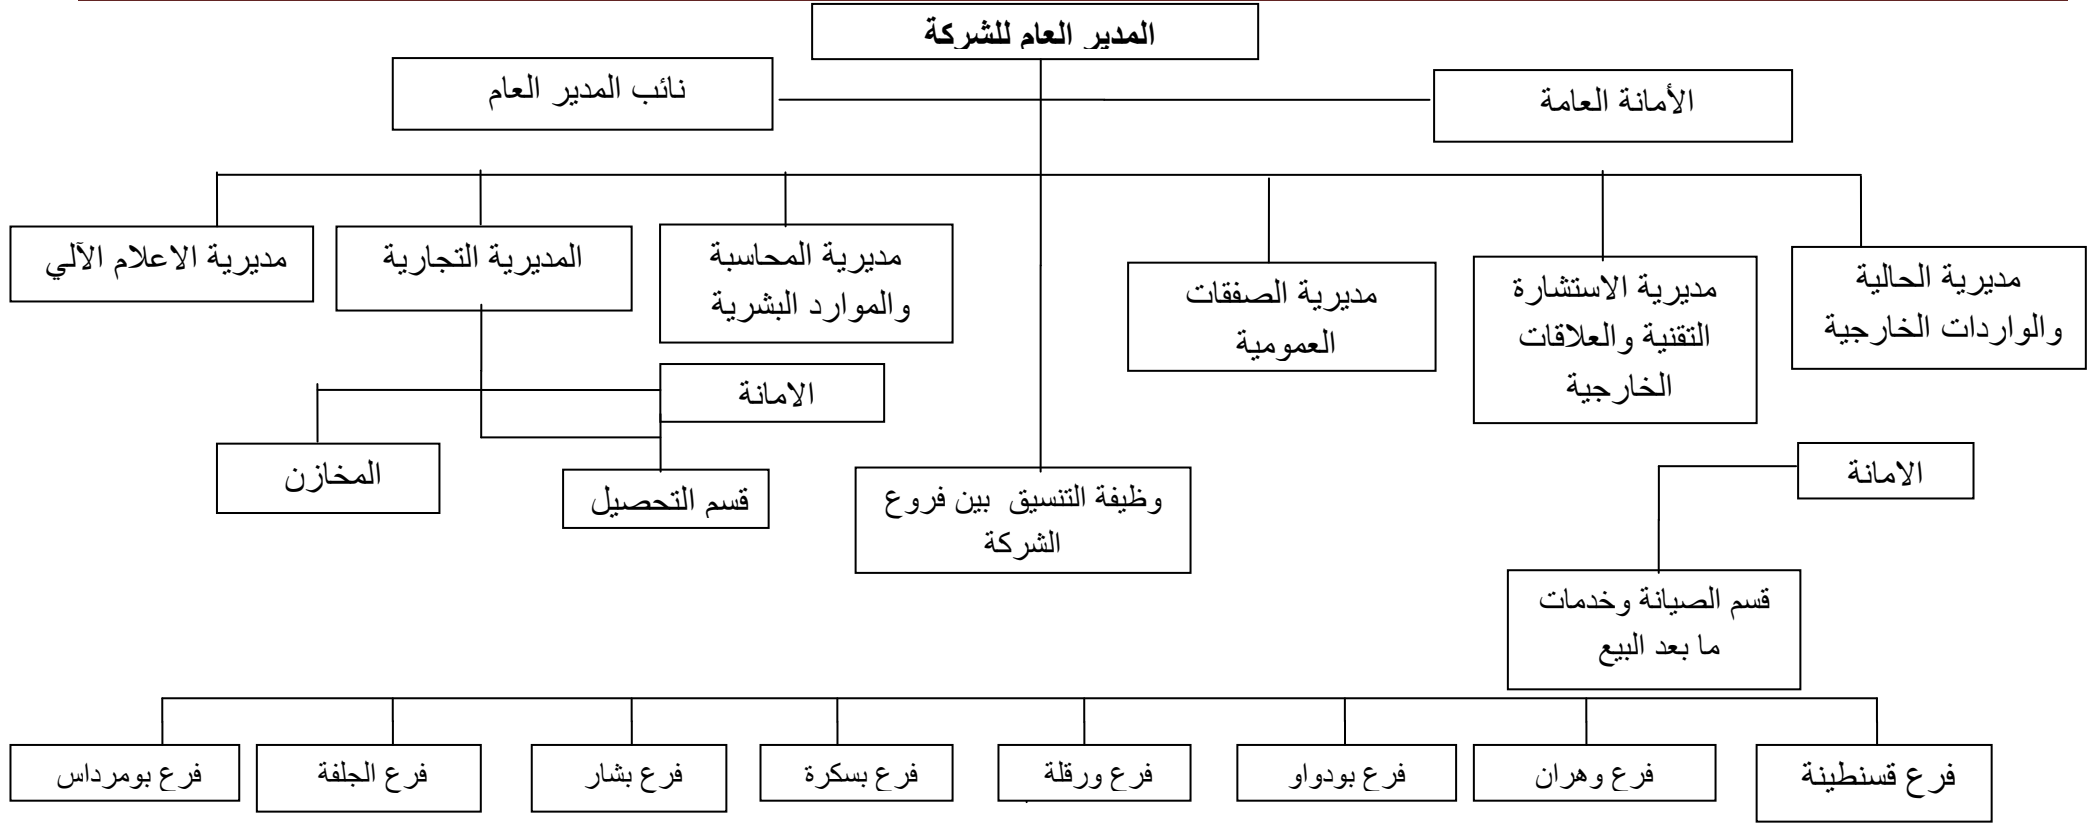 المدير العام للشركة
الأمانة العامة
نائب المدير العام
مديرية الحالية
والواردات الخارجية
مديرية الاستشارة
التقنية والعلاقات
الخارجية
مديرية الصفقات
العمومية
مديرية المحاسبة
والموارد البشرية
المديرية التجارية
مديرية الاعلام الآلي
الامانة
قسم التحصيل
المخازن
وظيفة التنسيق بين فروع
الشركة
الامانة
قسم الصيانة وخدمات
ما بعد البيع
فرع قسنطينة
فرع وهران
فرع بودواو
فرع ورقلة
فرع بسكرة
فرع بشار
فرع الجلفة
فرع بومرداس